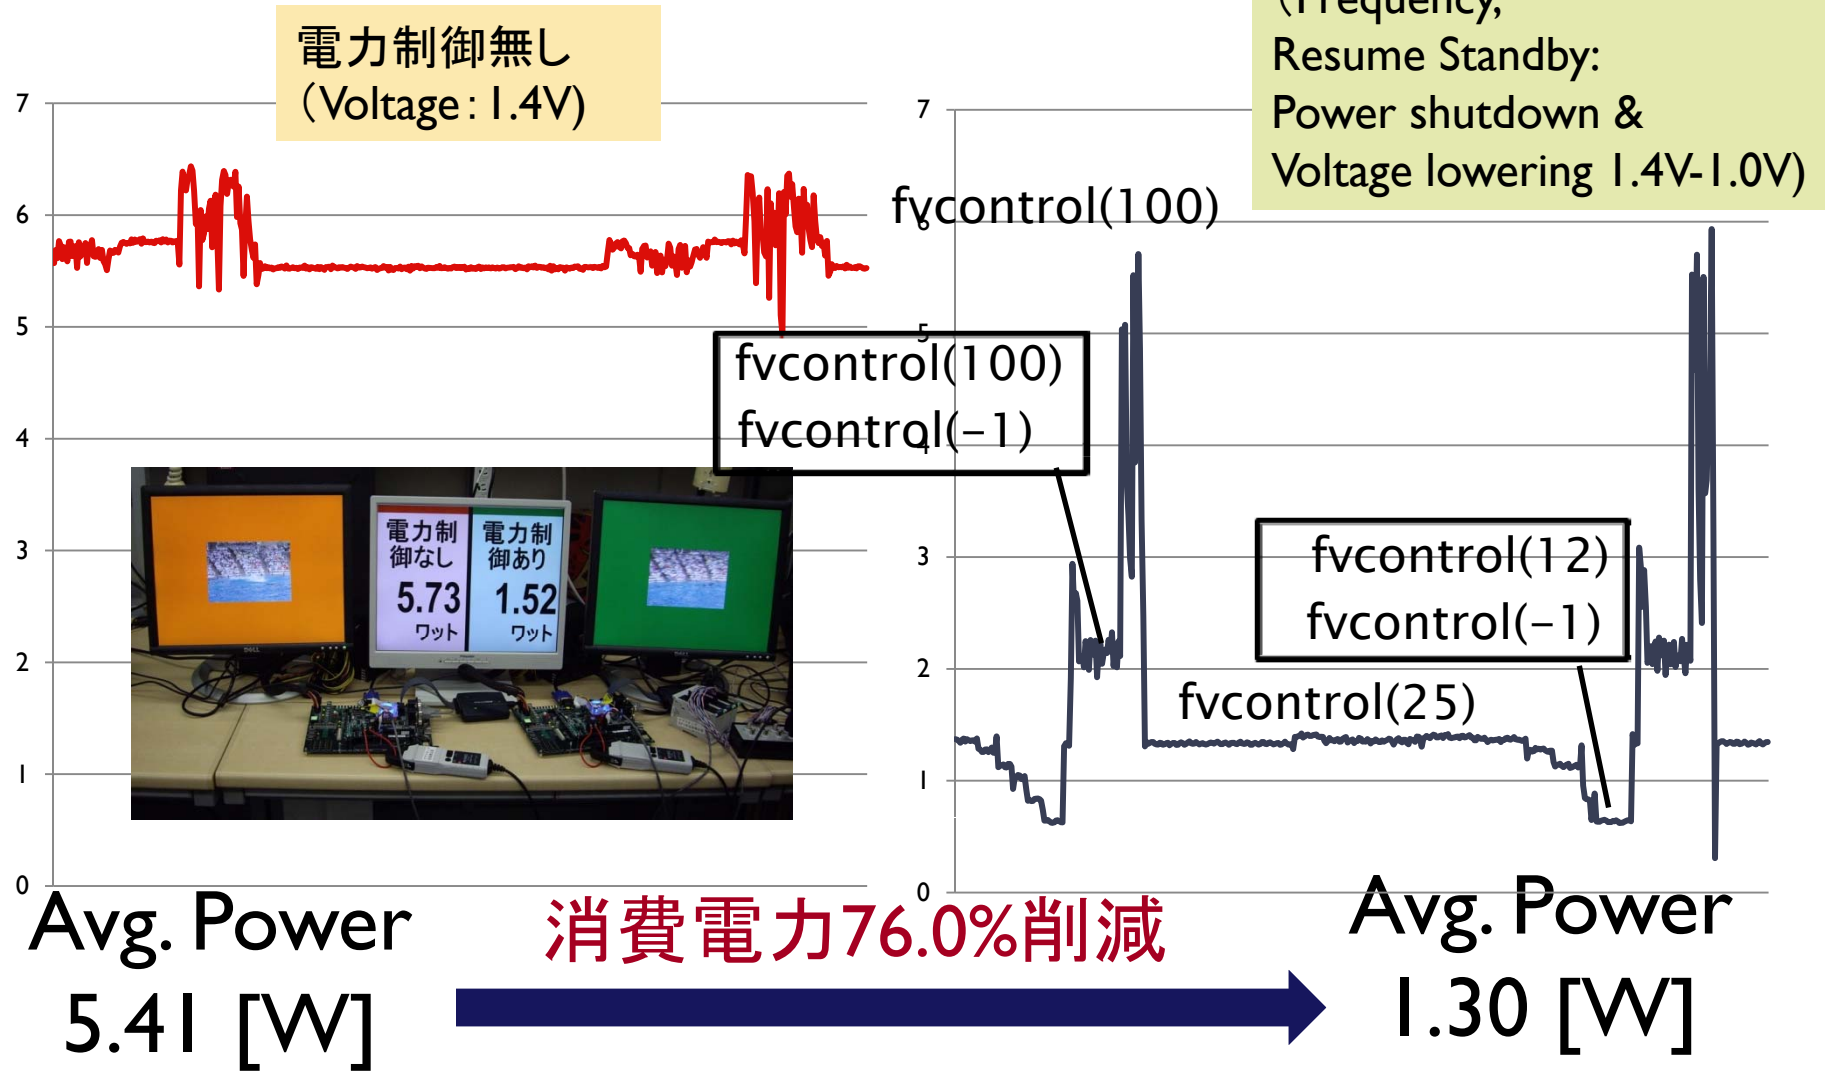 電力制御無し
（Voltage：1.4V)
(Frequency,
Resume Standby:
Power shutdown &
Voltage lowering 1.4V-1.0V)
7
6
5
4
3
2
1
0
7
6
5
4
3
2
1
0
fvcontrol(100)
fvcontrol(100)
fvcontrol(-1)
fvcontrol(12)
fvcontrol(-1)
fvcontrol(25)
電力制
御なし
5.73
ワット
電力制
御あり
1.52
ワット
DELL
DELL
Avg. Power
5.41 [W]
消費電力76.0%削減
Avg. Power
1.30 [W]